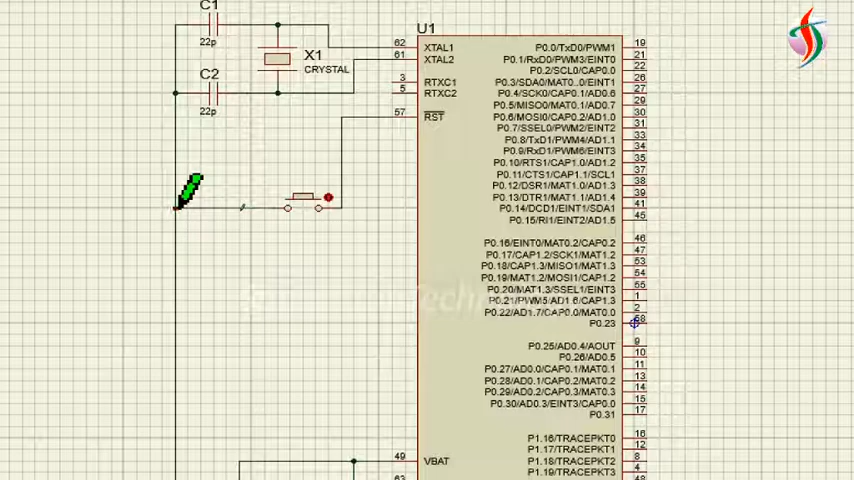 C1
22p
X1
CRYSTAL
C2
22p
U1
62 XTAL1
61 XTAL2
3 RTXC1
5 RTXC2
57 RST
49 VBAT
63
P0.0/TxD0/PWM1 19
P0.1/RxD0/PWM3/EINT0 21
P0.2/SCL0/CAP0.0 22
P0.3/SDA0/MAT0..0/EINT1 26
P0.4/SCK0/CAP0.1/AD0.6 27
P0.5/MISO0/MAT0.1/AD0.7 29
P0.6/MOSI0/CAP0.2/AD1.0 30
P0.7/SSEL0/PWM2/EINT2 31
P0.8/TxD1/PWM4/AD1.1 33
P0.9/RxD1/PWM6/EINT3 34
P0.10/RTS1/CAP1.0/AD1.2 35
P0.11/CTS1/CAP1.1/SCL1 37
P0.12/DSR1/MAT1.0/AD1.3 38
P0.13/DTR1/MAT1.1/AD1.4 39
P0.14/DCD1/EINT1/SDA1 41
P0.15/RI1/EINT2/AD1.5 45
P0.16/EINT0/MAT0.2/CAP0.2 46
P0.17/CAP1.2/SCK1/MAT1.2 47
P0.18/CAP1.3/MISO1/MAT1.3 53
P0.19/MAT1.2/MOSI1/CAP1.2 54
P0.20/MAT1.3/SSEL1/EINT3 55
P0.21/PWM5/AD1.6/CAP1.3 1
P0.22/AD1.7/CAP0.0/MAT0.0 2
P0.23 58
P0.25/AD0.4/AOUT 9
P0.26/AD0.5 10
P0.27/AD0.0/CAP0.1/MAT0.1 11
P0.28/AD0.1/CAP0.2/MAT0.2 13
P0.29/AD0.2/CAP0.3/MAT0.3 14
P0.30/AD0.3/EINT3/CAP0.0 15
P0.31 17
P1.16/TRACEPKT0 16
P1.17/TRACEPKT1 12
P1.18/TRACEPKT2 8
P1.19/TRACEPKT3 4
48